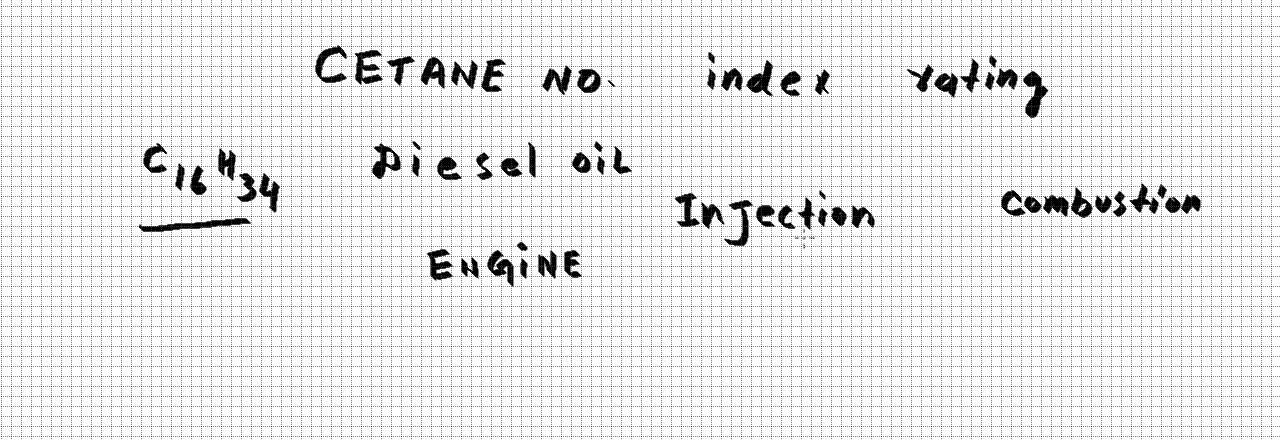 CETANE NO. index rating
C16H34 Diesel oiL
Injection Combustion
ENGiNE